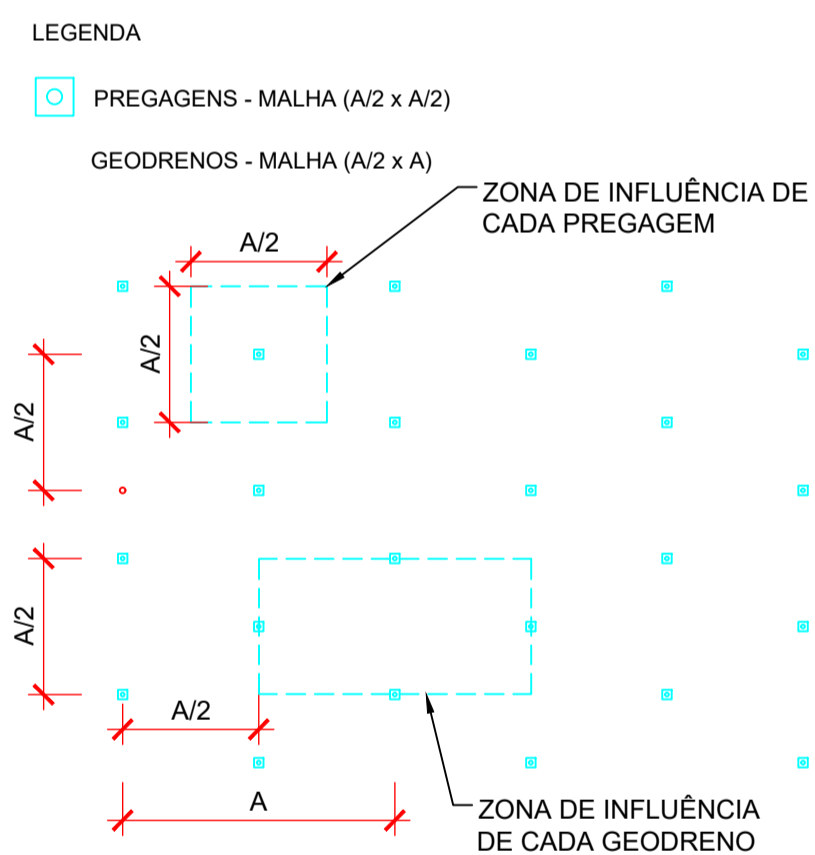 LEGENDA
PREGAGENS - MALHA (A/2 x A/2)
GEODRENOS - MALHA (A/2 x A)
ZONA DE INFLUÊNCIA DE
CADA PREGAGEM
A/2
A/2
A/2
A/2
A/2
A
ZONA DE INFLUÊNCIA
DE CADA GEODRENO